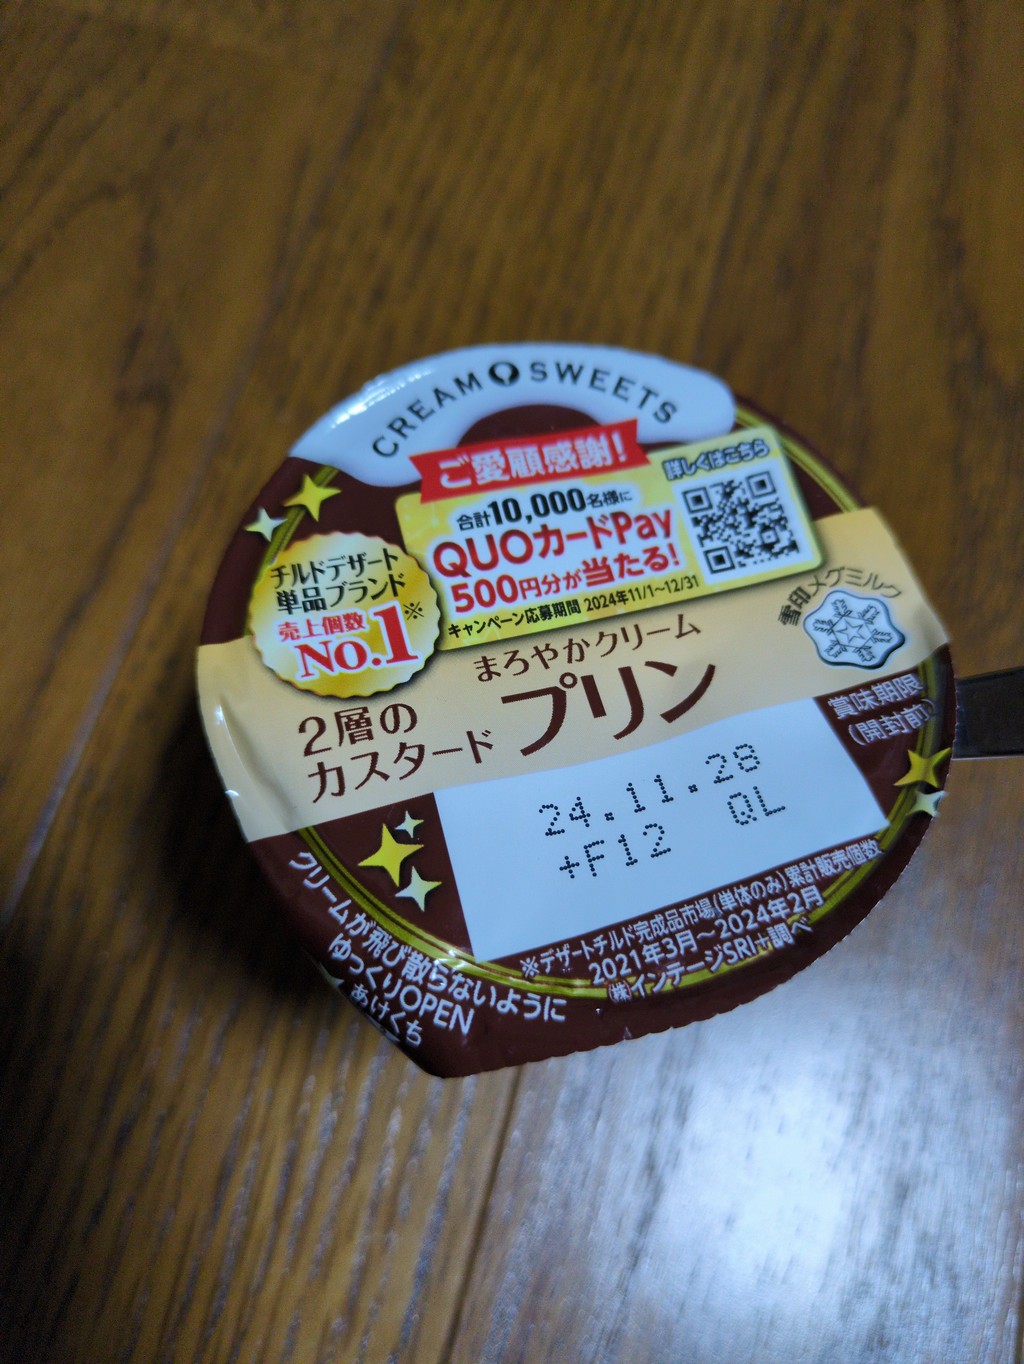 CREAM SWEETS
ご愛顧感謝!
詳しくはこちら
合計10,000名様に
QUOカードPay
500円分が当たる!
キャンペーン応募期間 2024年11/1〜12/31
チルドデザート
単品ブランド
売上個数※
No.1
雪印メグミルク
まろやかクリーム
2層の
カスタード
プリン
賞味期限
(開封前)
24.11.28
+F12 QL
※デザートチルド完成品市場(単体のみ)累計販売個数
2021年3月〜2024年2月
㈱インテージSRI+調べ
クリームが飛び散らないように
ゆっくりOPEN
あけくち